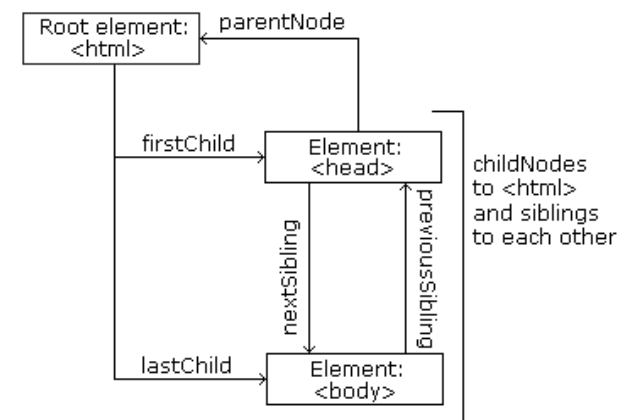 Root element:
<html>
parentNode
firstChild
Element:
<head>
childNodes
to <html>
and siblings
to each other
nextSibling
previousSibling
lastChild
Element:
<body>